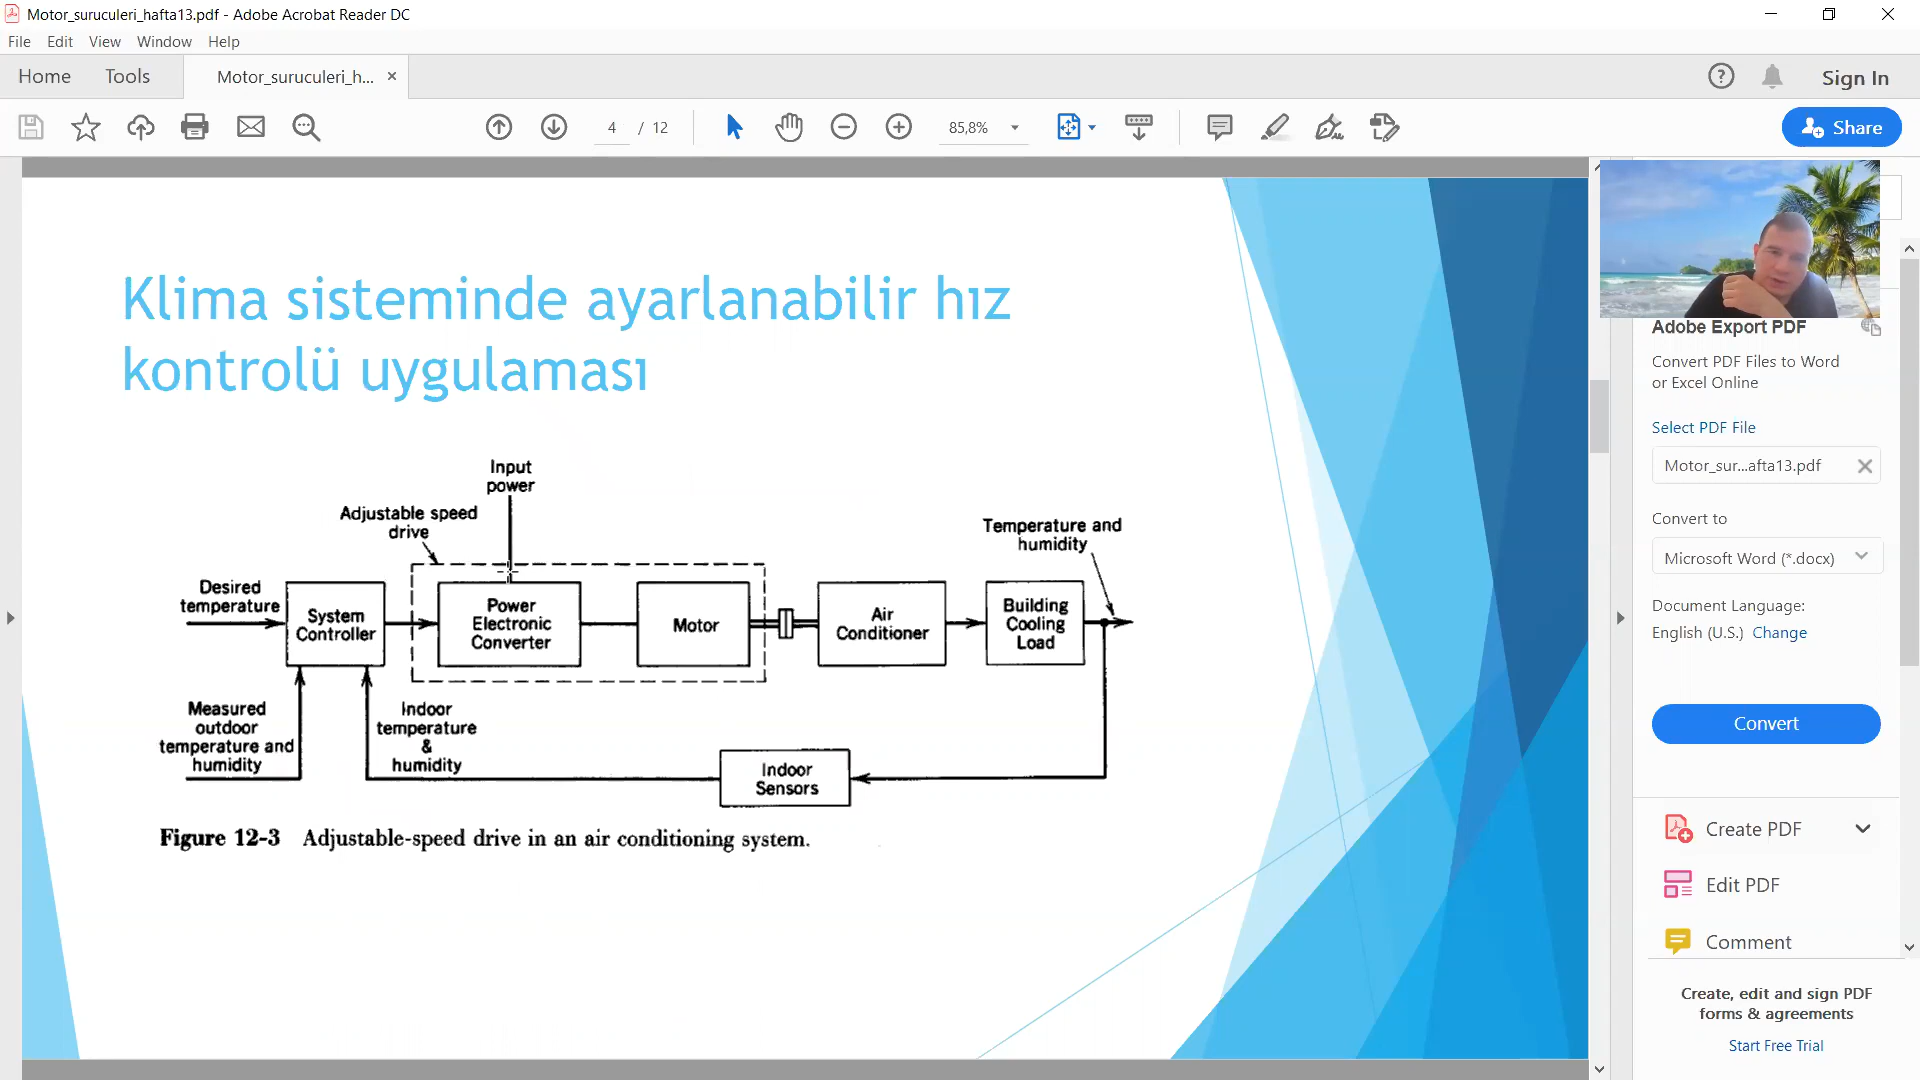 Motor_suruculeri_hafta13.pdf - Adobe Acrobat Reader DC
File Edit View Window Help
Home Tools Motor_suruculeri_h... × Sign In
4 / 12 85,8% Share
Klima sisteminde ayarlanabilir hız
kontrolü uygulaması
Input
power
Adjustable speed
drive
Temperature and
humidity
Desired
temperature
System
Controller
Power
Electronic
Converter
Motor
Air
Conditioner
Building
Cooling
Load
Measured
outdoor
temperature and
humidity
Indoor
temperature
&
humidity
Indoor
Sensors
Figure 12-3 Adjustable-speed drive in an air conditioning system.
Adobe Export PDF
Convert PDF Files to Word
or Excel Online
Select PDF File
Motor_sur...afta13.pdf
Convert to
Microsoft Word (*.docx)
Document Language:
English (U.S.) Change
Convert
Create PDF
Edit PDF
Comment
Create, edit and sign PDF
forms & agreements
Start Free Trial